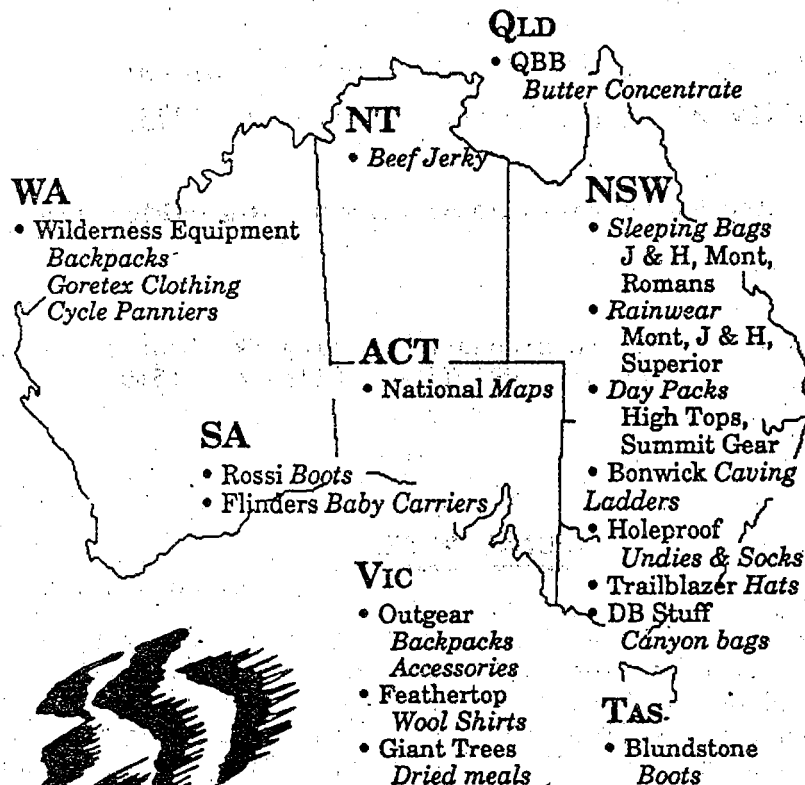 QLD
• QBB
Butter Concentrate
NT
• Beef Jerky
WA
• Wilderness Equipment
Backpacks
Goretex Clothing
Cycle Panniers
NSW
• Sleeping Bags
J & H, Mont,
Romans
• Rainwear
Mont, J & H,
Superior
• Day Packs
High Tops,
Summit Gear
• Bonwick Caving
Ladders
• Holeproof
Undies & Socks
• Trailblazer Hats
• DB Stuff
Canyon bags
ACT
• National Maps
SA
• Rossi Boots
• Flinders Baby Carriers
VIC
• Outgear
Backpacks
Accessories
• Feathertop
Wool Shirts
• Giant Trees
Dried meals
TAS.
• Blundstone
Boots